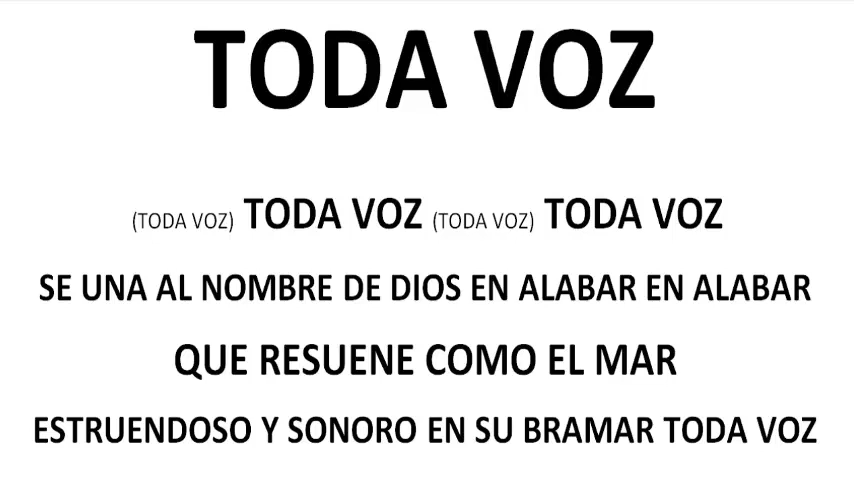 TODA VOZ
(TODA VOZ) TODA VOZ (TODA VOZ) TODA VOZ
SE UNA AL NOMBRE DE DIOS EN ALABAR EN ALABAR
QUE RESUENE COMO EL MAR
ESTRUENDOSO Y SONORO EN SU BRAMAR TODA VOZ